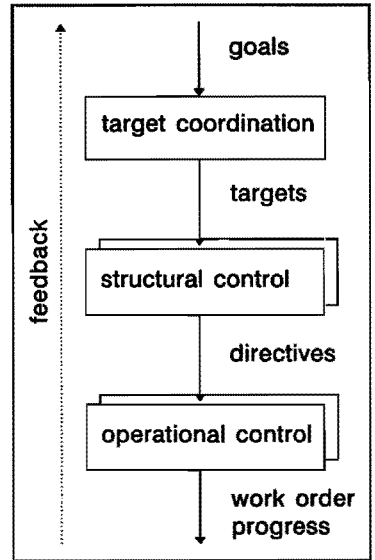 goals
target coordination
targets
structural control
directives
operational control
work order
progress
feedback